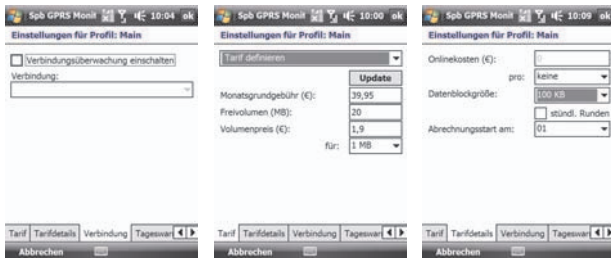 Spb GPRS Monit 10:04 ok
Einstellungen für Profil: Main
Verbindungsüberwachung einschalten
Verbindung:
Tarif Tarifdetails Verbindung Tageswar
Abbrechen
Spb GPRS Monit 10:00 ok
Einstellungen für Profil: Main
Tarif definieren
Update
Monatsgrundgebühr (€): 39,95
Freivolumen (MB): 20
Volumenpreis (€): 1,9
für: 1 MB
Tarif Tarifdetails Verbindung Tageswar
Abbrechen
Spb GPRS Monit 10:09 ok
Einstellungen für Profil: Main
Onlinekosten (€): 0
pro: keine
Datenblockgröße: 100 KB
stündl. Runden
Abrechnungsstart am: 01
Tarif Tarifdetails Verbindung Tageswar
Abbrechen